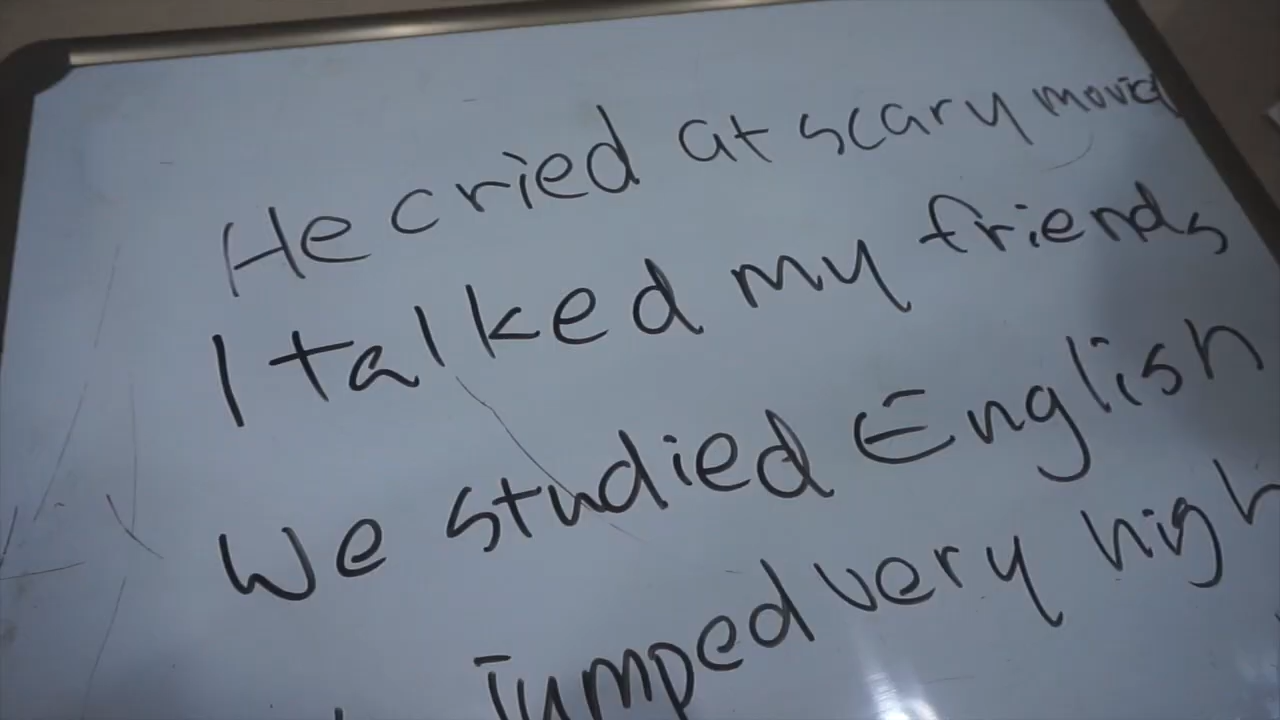 He cried at scary movie
I talked my friends
We studied English
Jumped very high